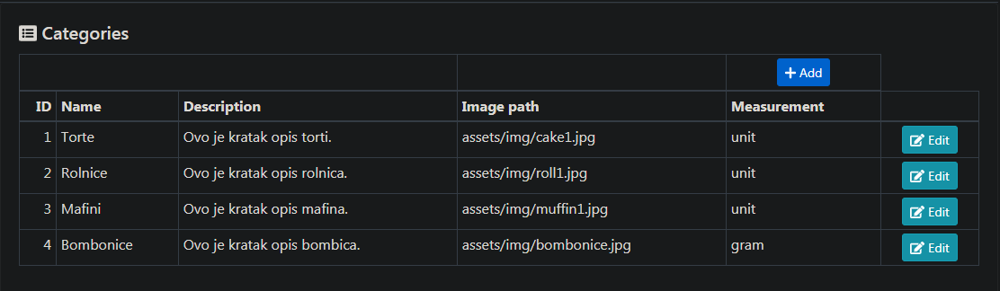 Categories
Add
ID Name Description Image path Measurement
1 Torte Ovo je kratak opis torti. assets/img/cake1.jpg unit Edit
2 Rolnice Ovo je kratak opis rolnica. assets/img/roll1.jpg unit Edit
3 Mafini Ovo je kratak opis mafina. assets/img/muffin1.jpg unit Edit
4 Bombonice Ovo je kratak opis bombica. assets/img/bombonice.jpg gram Edit